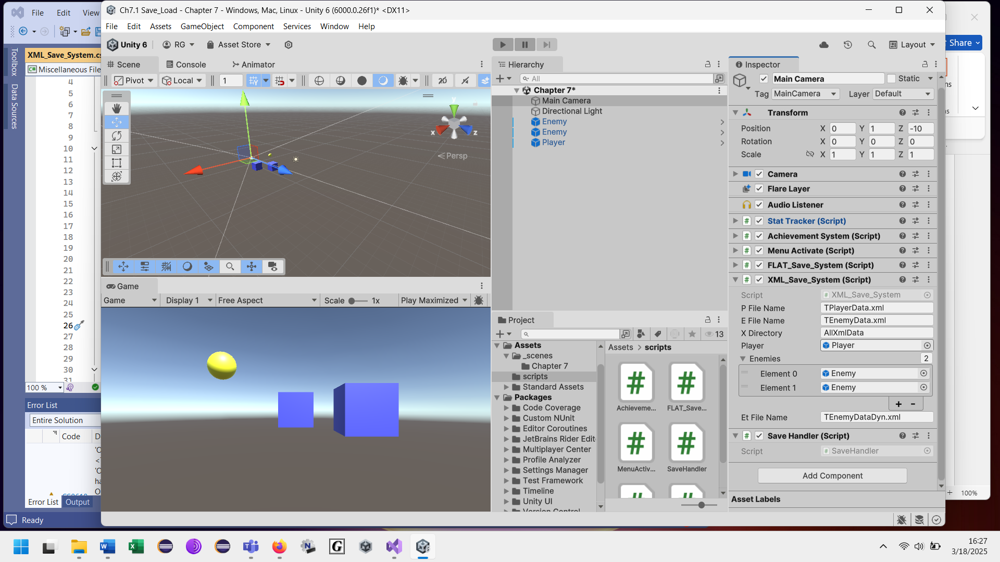 File Edit View
Ch7.1 Save_Load - Chapter 7 - Windows, Mac, Linux - Unity 6 (6000.0.26f1)* <DX11>
File Edit Assets GameObject Component Services Window Help
Unity 6 RG Asset Store Layout
Share
Toolbox
Data Sources
XML_Save_System.cs
Miscellaneous File
4
5
6
7
8
9
10
11
12
13
14
15
16
17
18
19
20
21
22
23
24
25
26
27
28
29
30
31
100 %
Error List
Entire Solution
Code
Error List Output
Ready
Scene Console Animator
Pivot Local 1 2D
y
x z
Persp
Game
Game Display 1 Free Aspect Scale 1x Play Maximized
Hierarchy
All
Chapter 7*
Main Camera
Directional Light
Enemy
Enemy
Player
Project
13
Assets
_scenes
Chapter 7
scripts
Standard Assets
Packages
Code Coverage
Custom NUnit
Editor Coroutines
JetBrains Rider Edit
Multiplayer Center
Profile Analyzer
Settings Manager
Test Framework
Timeline
Unity UI
Version Control
Assets > scripts
Achieveme... FLAT_Save...
MenuActiv... SaveHandler
Inspector
Main Camera Static
Tag MainCamera Layer Default
Transform
Position X 0 Y 1 Z -10
Rotation X 0 Y 0 Z 0
Scale X 1 Y 1 Z 1
Camera
Flare Layer
Audio Listener
Stat Tracker (Script)
Achievement System (Script)
Menu Activate (Script)
FLAT_Save_System (Script)
XML_Save_System (Script)
Script XML_Save_System
P File Name TPlayerData.xml
E File Name TEnemyData.xml
X Directory AllXmlData
Player Player
Enemies 2
Element 0 Enemy
Element 1 Enemy
+ -
Et File Name TEnemyDataDyn.xml
Save Handler (Script)
Script SaveHandler
Add Component
Asset Labels
100%
16:27
3/18/2025